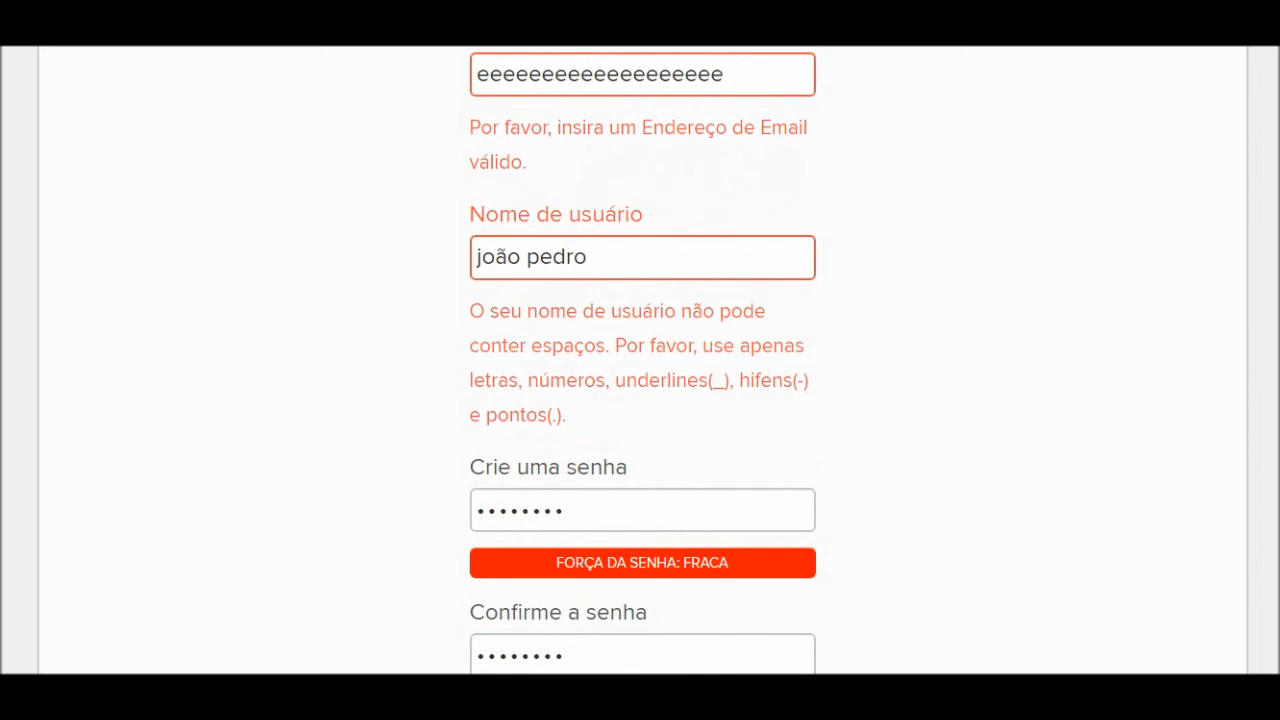 eeeeeeeeeeeeeeeeeee
Por favor, insira um Endereço de Email
válido.
Nome de usuário
joão pedro
O seu nome de usuário não pode
conter espaços. Por favor, use apenas
letras, números, underlines(_), hifens(-)
e pontos(.).
Crie uma senha
••••••••
FORÇA DA SENHA: FRACA
Confirme a senha
••••••••